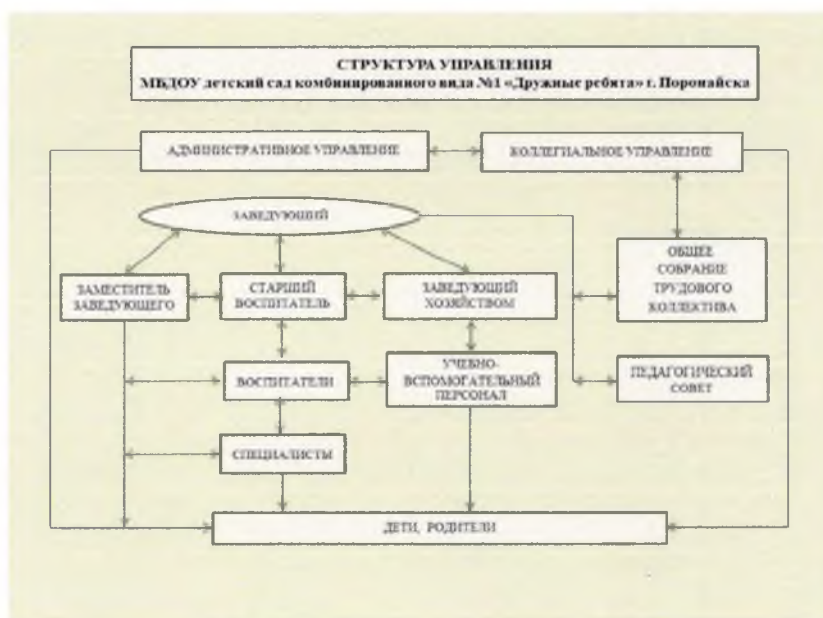 СТРУКТУРА УПРАВЛЕНИЯ
МБДОУ детский сад комбинированного вида №1 «Дружные ребята» г. Поронайска
АДМИНИСТРАТИВНОЕ УПРАВЛЕНИЕ
КОЛЛЕГИАЛЬНОЕ УПРАВЛЕНИЕ
ЗАВЕДУЮЩИЙ
ЗАМЕСТИТЕЛЬ
ЗАВЕДУЮЩЕГО
СТАРШИЙ
ВОСПИТАТЕЛЬ
ЗАВЕДУЮЩИЙ
ХОЗЯЙСТВОМ
ОБЩЕЕ
СОБРАНИЕ
ТРУДОВОГО
КОЛЛЕКТИВА
ВОСПИТАТЕЛИ
УЧЕБНО-
ВСПОМОГАТЕЛЬНЫЙ
ПЕРСОНАЛ
ПЕДАГОГИЧЕСКИЙ
СОВЕТ
СПЕЦИАЛИСТЫ
ДЕТИ, РОДИТЕЛИ